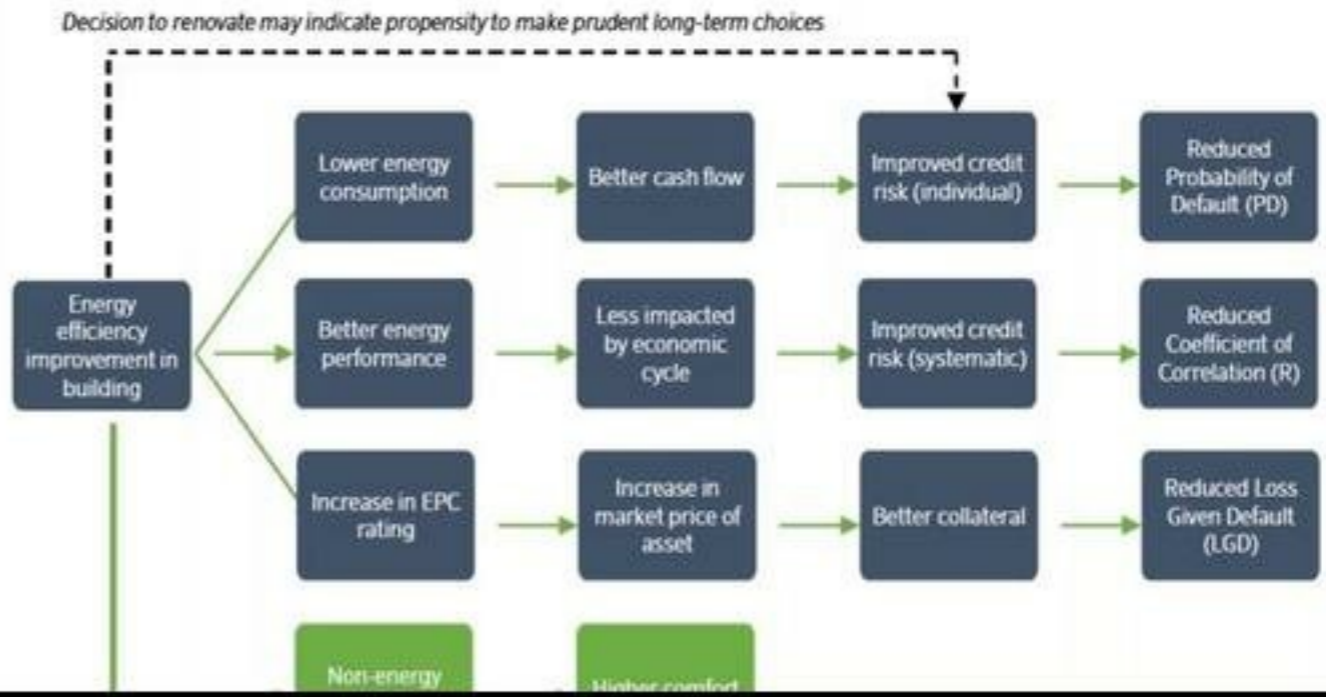 Decision to renovate may indicate propensity to make prudent long-term choices
Lower energy
consumption
Better cash flow
Improved credit
risk (individual)
Reduced
Probability of
Default (PD)
Energy
efficiency
improvement in
building
Better energy
performance
Less impacted
by economic
cycle
Improved credit
risk (systematic)
Reduced
Coefficient of
Correlation (R)
Increase in EPC
rating
Increase in
market price of
asset
Better collateral
Reduced Loss
Given Default
(LGD)
Non-energy
Higher comfort